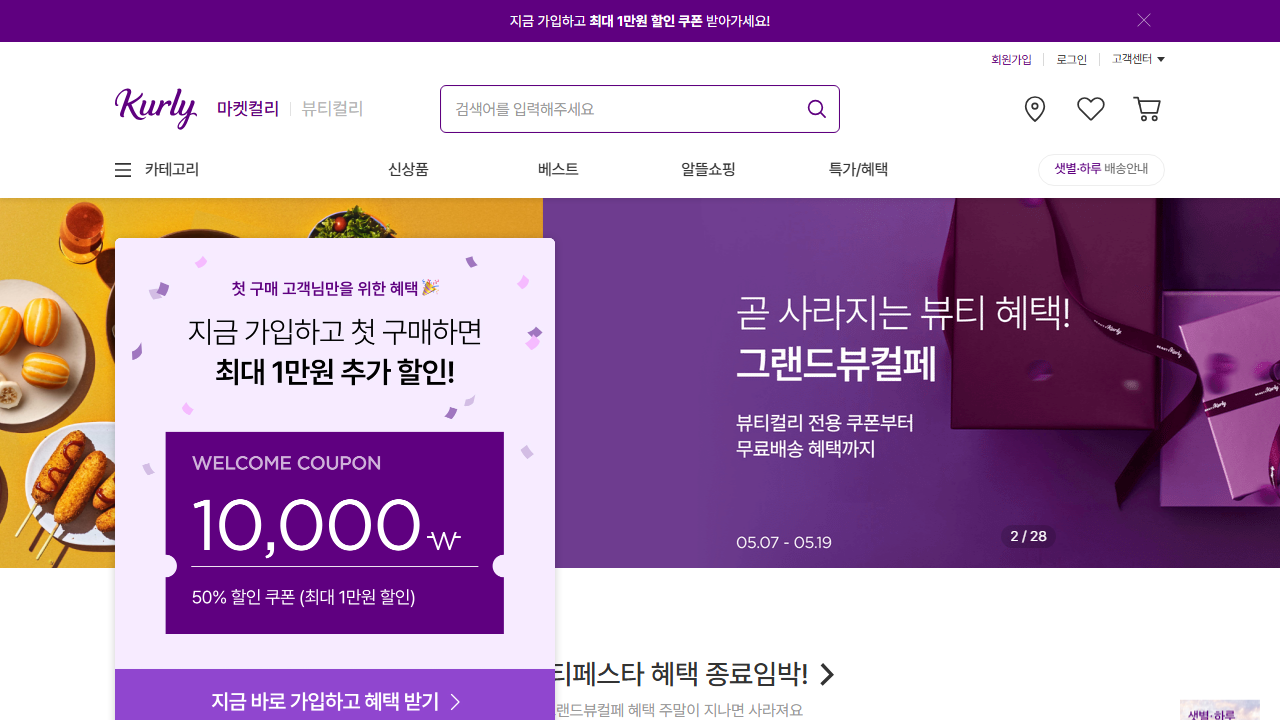 지금 가입하고 최대 1만원 할인 쿠폰 받아가세요!
회원가입 로그인 고객센터
Kurly 마켓컬리 뷰티컬리
검색어를 입력해주세요
카테고리 신상품 베스트 알뜰쇼핑 특가/혜택 샛별·하루 배송안내
첫 구매 고객님만을 위한 혜택
지금 가입하고 첫 구매하면
최대 1만원 추가 할인!
WELCOME COUPON
10,000₩
50% 할인 쿠폰 (최대 1만원 할인)
지금 바로 가입하고 혜택 받기
곧 사라지는 뷰티 혜택!
그랜드뷰컬페
뷰티컬리 전용 쿠폰부터
무료배송 혜택까지
05.07 - 05.19
2 / 28
BEAUTY Kurly
Kurly
티페스타 혜택 종료임박!
랜드뷰컬페 혜택 주말이 지나면 사라져요
샛별·하루